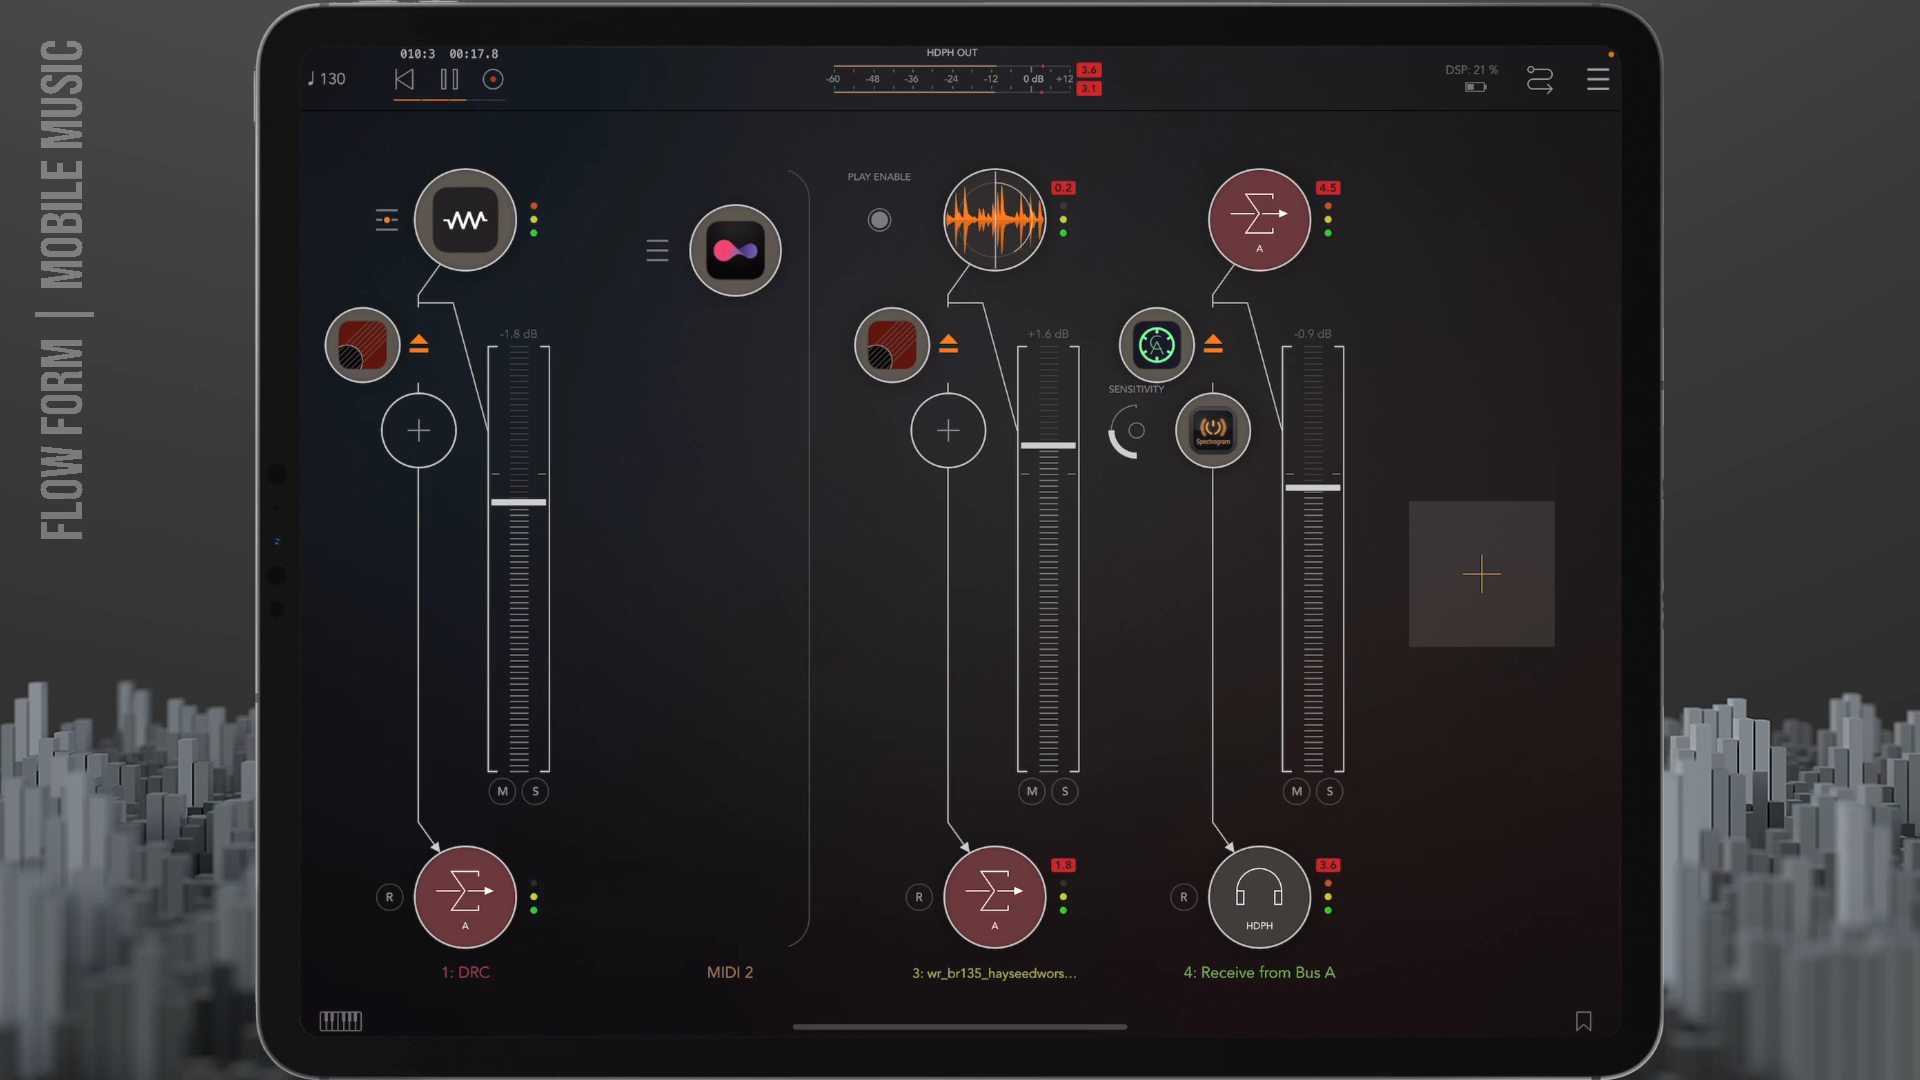 FLOW FORM | MOBILE MUSIC
010:3 00:17.8
HDPH OUT
♩130
-60 -48 -36 -24 -12 0 dB +12
3.6
3.1
DSP: 21 %
PLAY ENABLE
0.2
4.5
A
-1.8 dB
+1.6 dB
-0.9 dB
CA
SENSITIVITY
Spectrogram
M S
M S
M S
1.8
3.6
R
A
R
A
R
HDPH
1: DRC
MIDI 2
3: wr_br135_hayseedwors...
4: Receive from Bus A